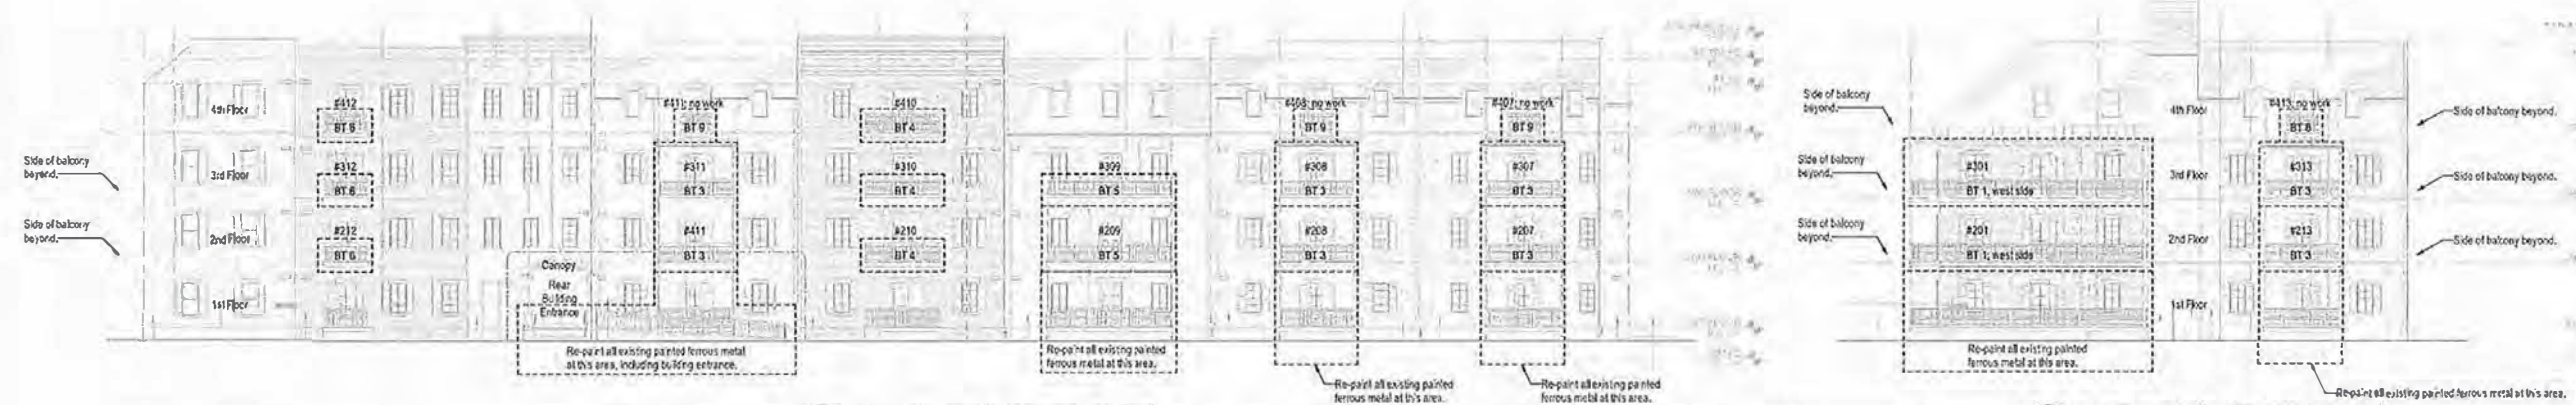 4th Floor
3rd Floor
2nd Floor
1st Floor
Side of balcony
beyond.
Side of balcony
beyond.
#412
BT 6
#312
BT 6
#212
BT 6
Canopy
Rear
Building
Entrance
#411; no work
BT 9
#311
BT 3
#411
BT 3
Re-paint all existing painted ferrous metal
at this area, including building entrance.
#410
BT 4
#310
BT 4
#210
BT 4
#309
BT 5
#209
BT 5
Re-paint all existing painted
ferrous metal at this area.
#408; no work
BT 9
#308
BT 3
#208
BT 3
Re-paint all existing painted
ferrous metal at this area.
#407; no work
BT 9
#307
BT 3
#207
BT 3
Re-paint all existing painted
ferrous metal at this area.
Side of balcony
beyond.
Side of balcony
beyond.
Side of balcony
beyond.
#301
BT 1, west side
#201
BT 1, west side
Re-paint all existing painted
ferrous metal at this area.
4th Floor
3rd Floor
2nd Floor
1st Floor
#413; no work
BT 8
#313
BT 3
#213
BT 3
Side of balcony beyond.
Side of balcony beyond.
Side of balcony beyond.
Re-paint all existing painted ferrous metal at this area.